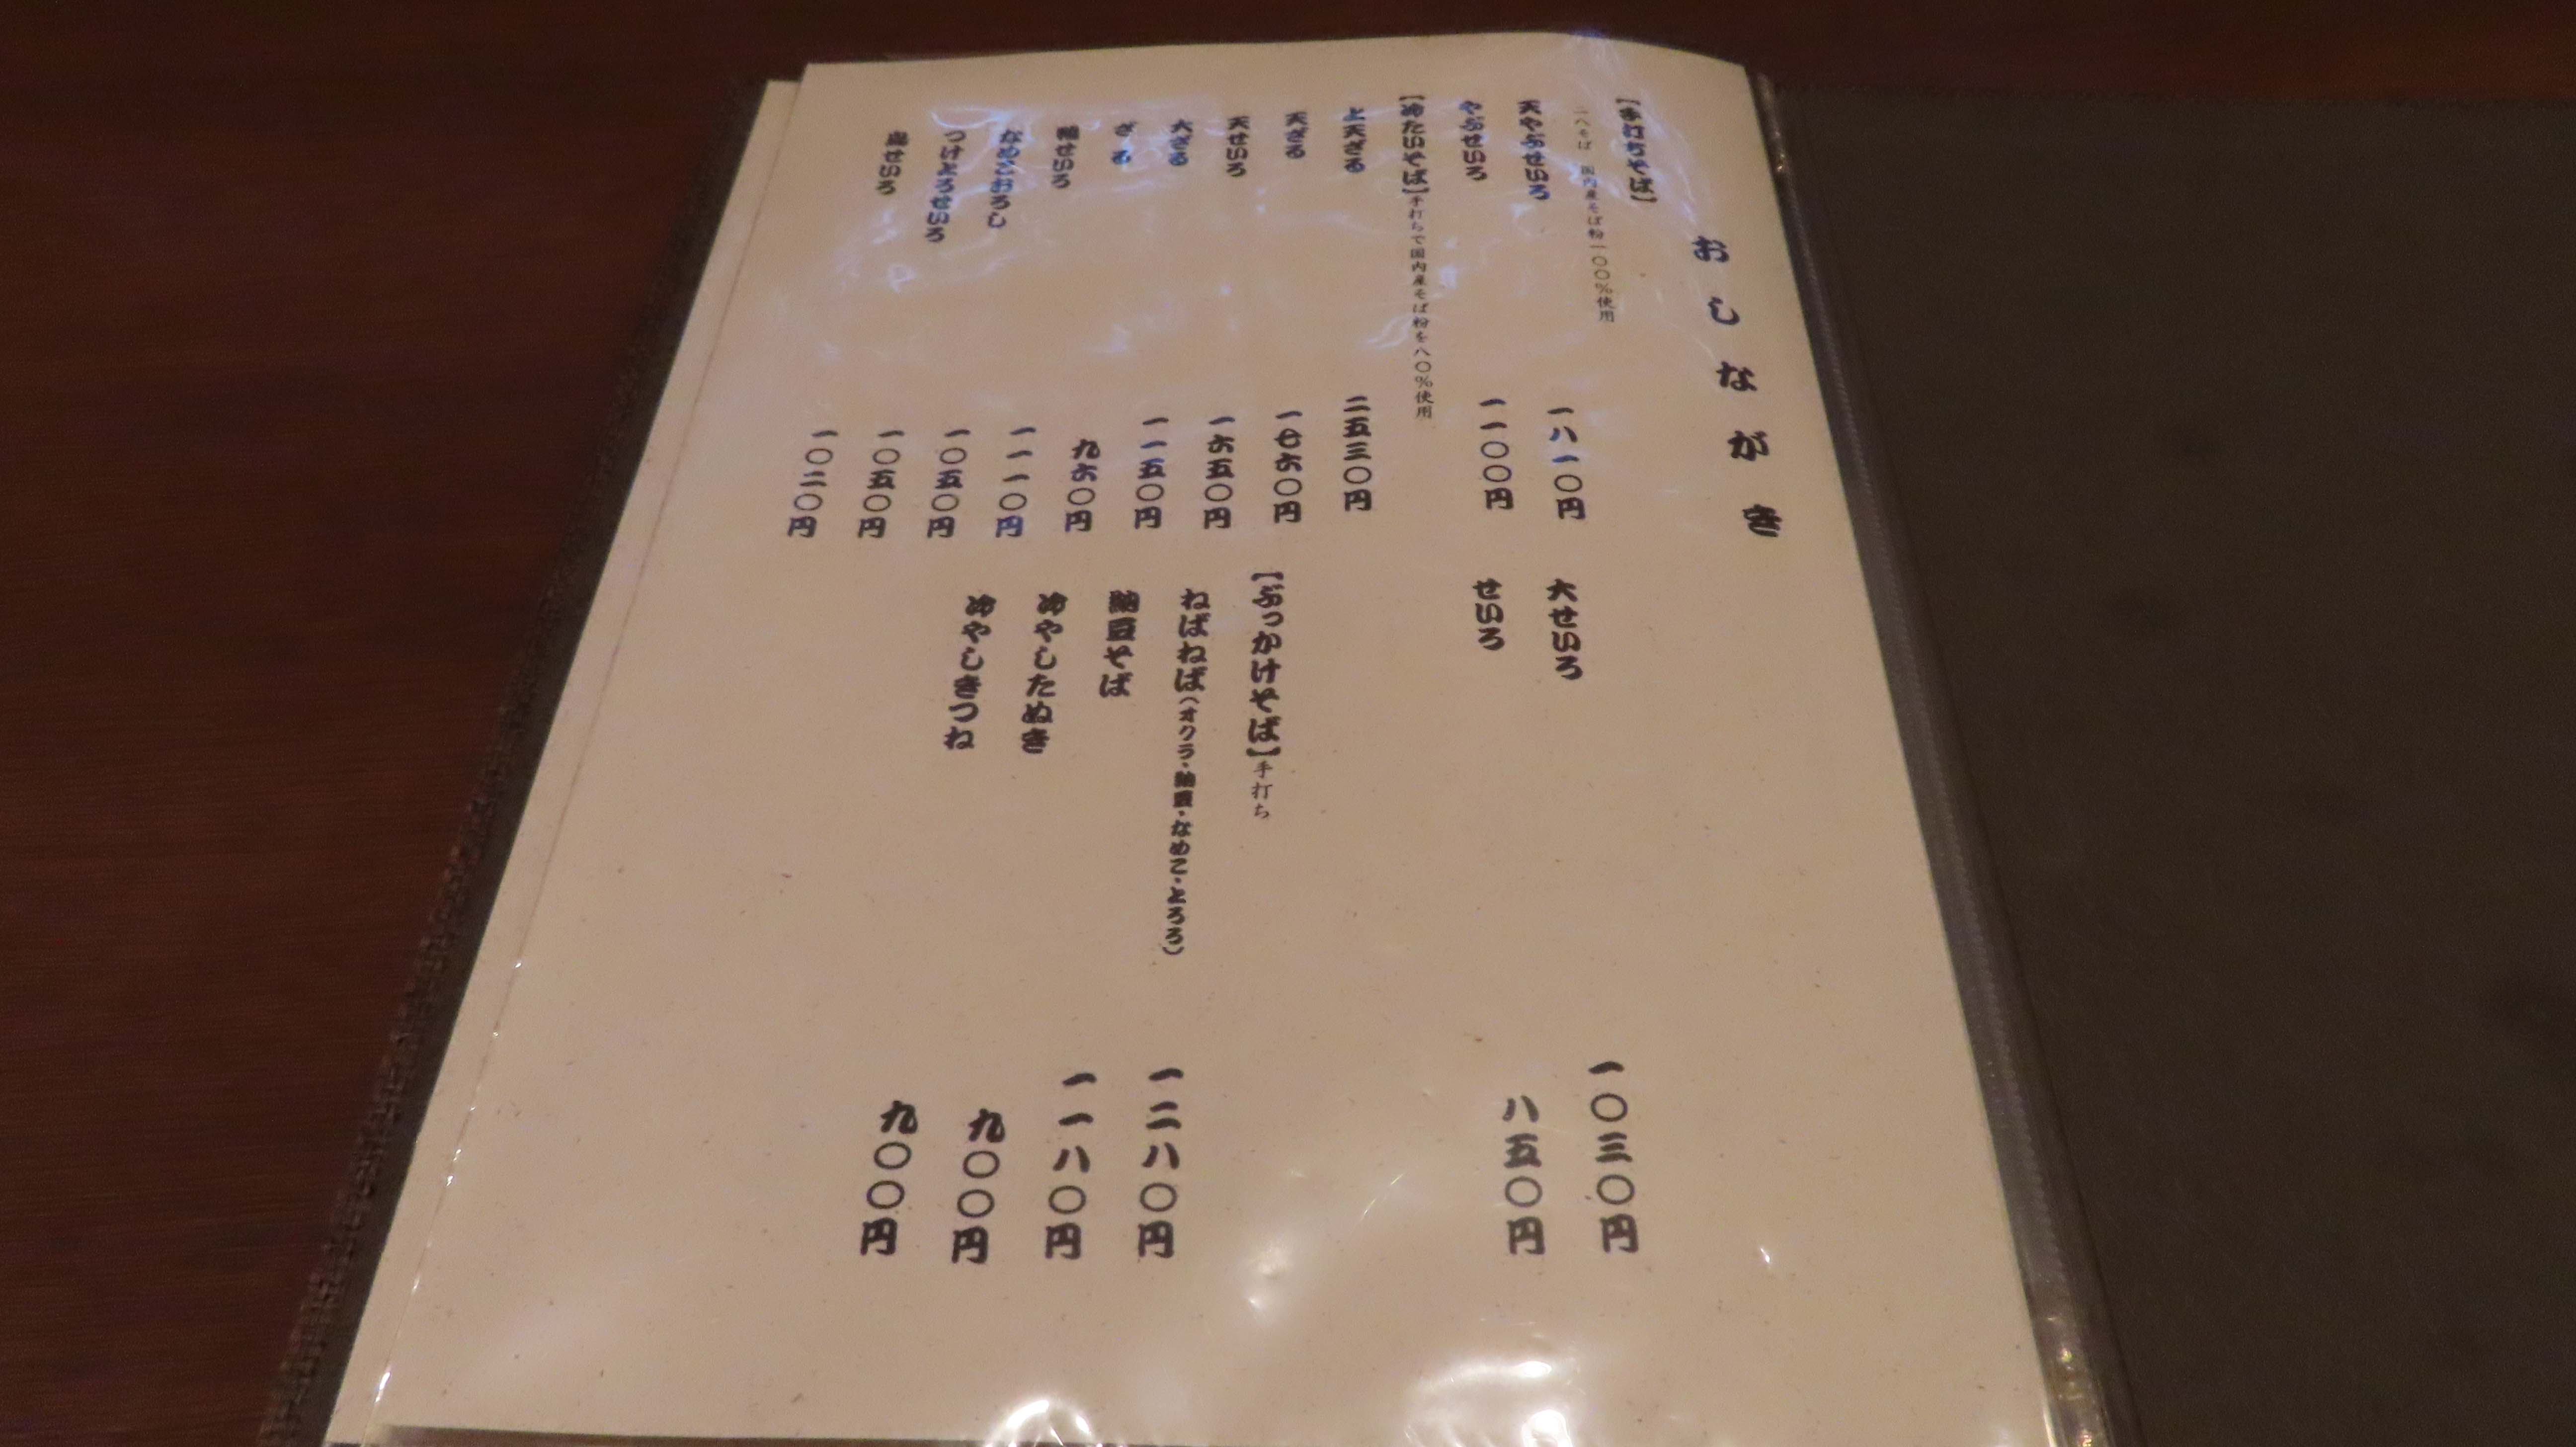 おしながき
【手打ちそば】
二八そば 国内産そば粉一〇〇％使用
天やぶせいろ 一八一〇円
やぶせいろ 一一〇〇円
大せいろ 一〇三〇円
せいろ 八五〇円
【冷たいそば】手打ちで国内産そば粉を八〇％使用
上天ざる 二五三〇円
天ざる 一七六〇円
天せいろ 一六五〇円
大ざる 一一五〇円
ざる 九六〇円
せいろ 一一一〇円
なめこおろし 一〇五〇円
つけとろせいろ 一〇五〇円
せいろ 一〇二〇円
【ぶっかけそば】手打ち
ねばねば（オクラ・納豆・なめこ・とろろ） 一二八〇円
納豆そば 一一八〇円
冷やしたぬき 九〇〇円
冷やしきつね 九〇〇円